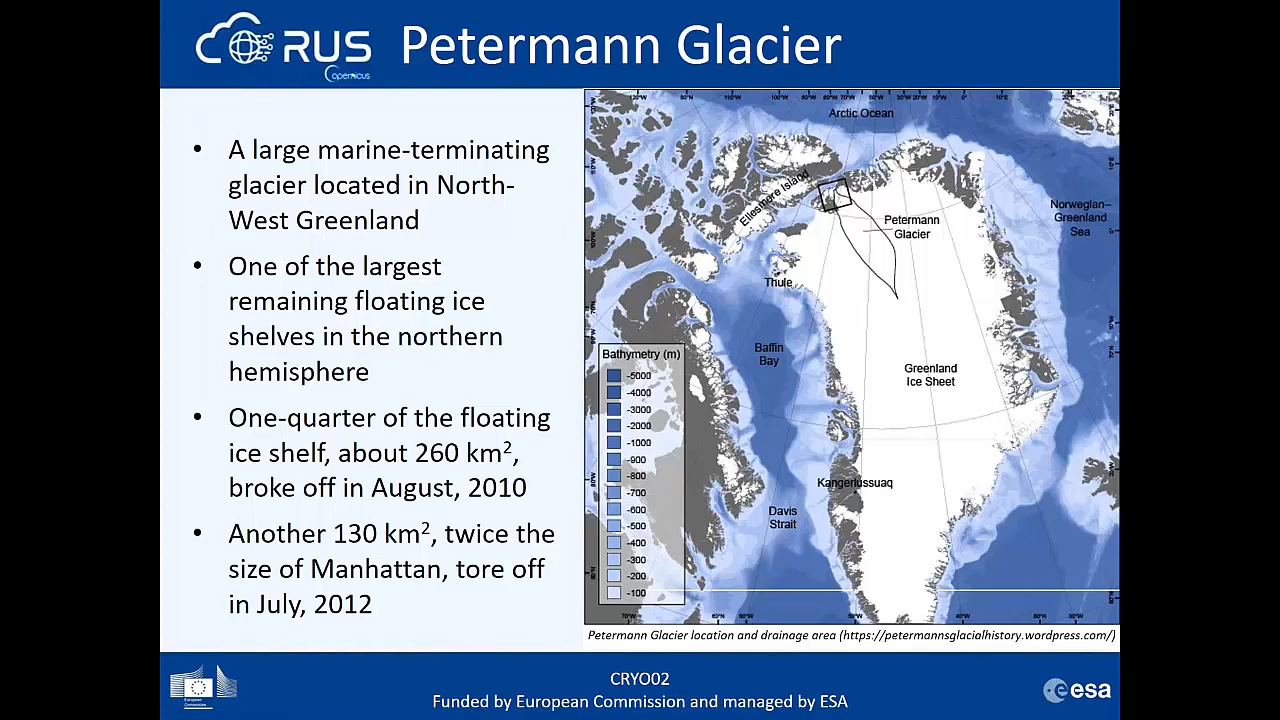 RUS
Copernicus
Petermann Glacier
• A large marine-terminating
glacier located in North-
West Greenland
• One of the largest
remaining floating ice
shelves in the northern
hemisphere
• One-quarter of the floating
ice shelf, about 260 km², 
broke off in August, 2010
• Another 130 km², twice the
size of Manhattan, tore off
in July, 2012
Arctic Ocean
Ellesmere Island
Norwegian–
Greenland
Sea
Petermann
Glacier
Thule
Baffin
Bay
Greenland
Ice Sheet
Kangerlussuaq
Davis
Strait
Bathymetry (m)
-5000
-4000
-3000
-2000
-1000
-900
-800
-700
-600
-500
-400
-300
-200
-100
Petermann Glacier location and drainage area (https://petermannsglacialhistory.wordpress.com/)
European
Commission
CRYO02
Funded by European Commission and managed by ESA
esa